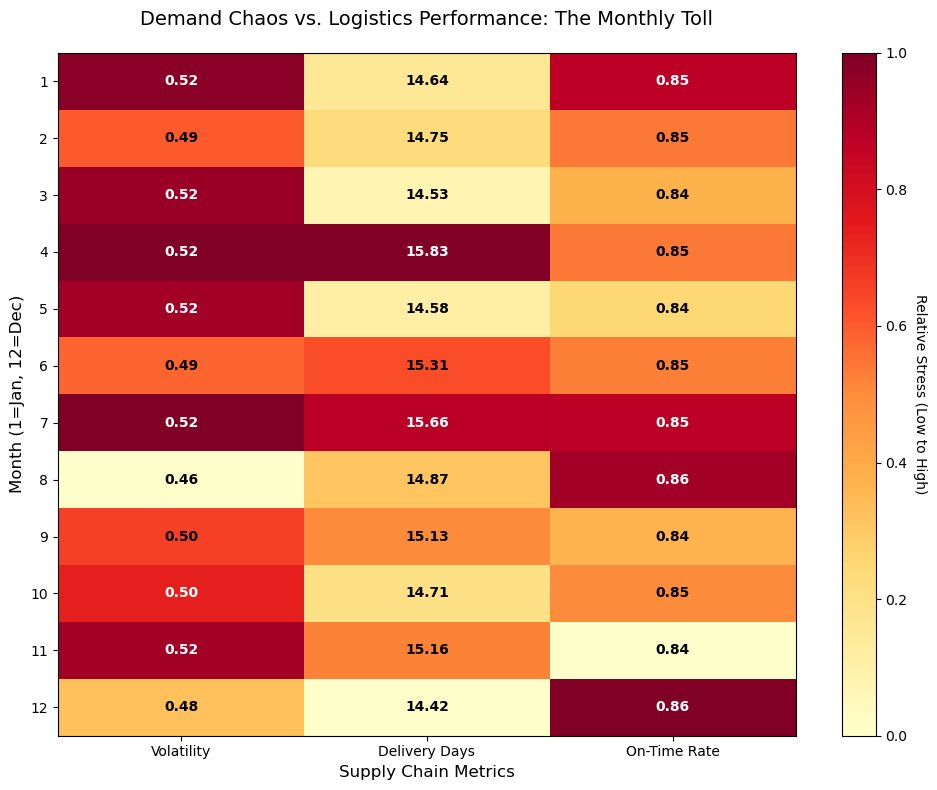 Demand Chaos vs. Logistics Performance: The Monthly Toll
1 0.52 14.64 0.85
2 0.49 14.75 0.85
3 0.52 14.53 0.84
4 0.52 15.83 0.85
5 0.52 14.58 0.84
6 0.49 15.31 0.85
7 0.52 15.66 0.85
8 0.46 14.87 0.86
9 0.50 15.13 0.84
10 0.50 14.71 0.85
11 0.52 15.16 0.84
12 0.48 14.42 0.86
Volatility Delivery Days On-Time Rate
Supply Chain Metrics
Month (1=Jan, 12=Dec)
1.0
0.8
0.6
0.4
0.2
0.0
Relative Stress (Low to High)